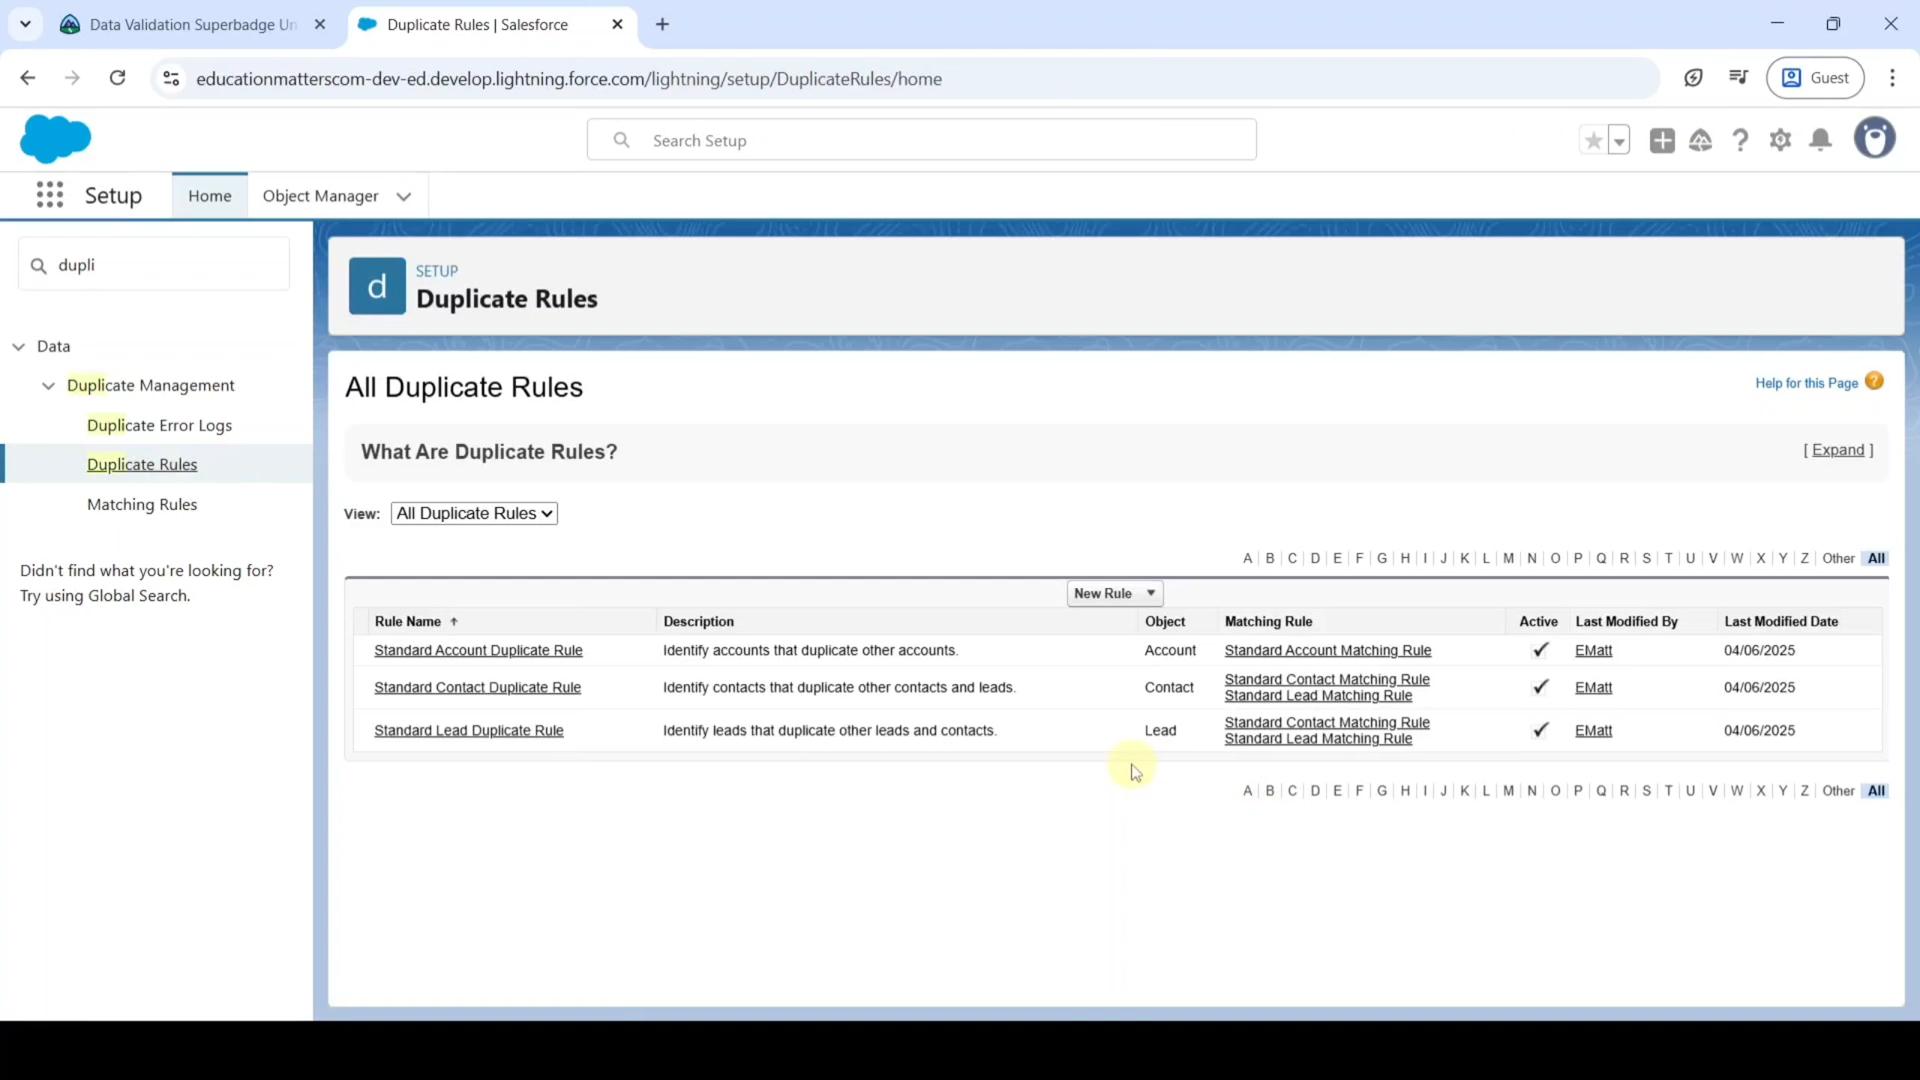 Data Validation Superbadge Un
Duplicate Rules | Salesforce
educationmatterscom-dev-ed.develop.lightning.force.com/lightning/setup/DuplicateRules/home
Guest
Search Setup
Setup
Home
Object Manager
dupli
Data
Duplicate Management
Duplicate Error Logs
Duplicate Rules
Matching Rules
Didn't find what you're looking for?
Try using Global Search.
d
SETUP
Duplicate Rules
All Duplicate Rules
Help for this Page ?
What Are Duplicate Rules?
[ Expand ]
View: All Duplicate Rules
A | B | C | D | E | F | G | H | I | J | K | L | M | N | O | P | Q | R | S | T | U | V | W | X | Y | Z | Other All
New Rule
Rule Name Description Object Matching Rule Active Last Modified By Last Modified Date
Standard Account Duplicate Rule Identify accounts that duplicate other accounts. Account Standard Account Matching Rule EMatt 04/06/2025
Standard Contact Duplicate Rule Identify contacts that duplicate other contacts and leads. Contact Standard Contact Matching Rule EMatt 04/06/2025
Standard Lead Matching Rule
Standard Lead Duplicate Rule Identify leads that duplicate other leads and contacts. Lead Standard Contact Matching Rule EMatt 04/06/2025
Standard Lead Matching Rule
A | B | C | D | E | F | G | H | I | J | K | L | M | N | O | P | Q | R | S | T | U | V | W | X | Y | Z | Other All